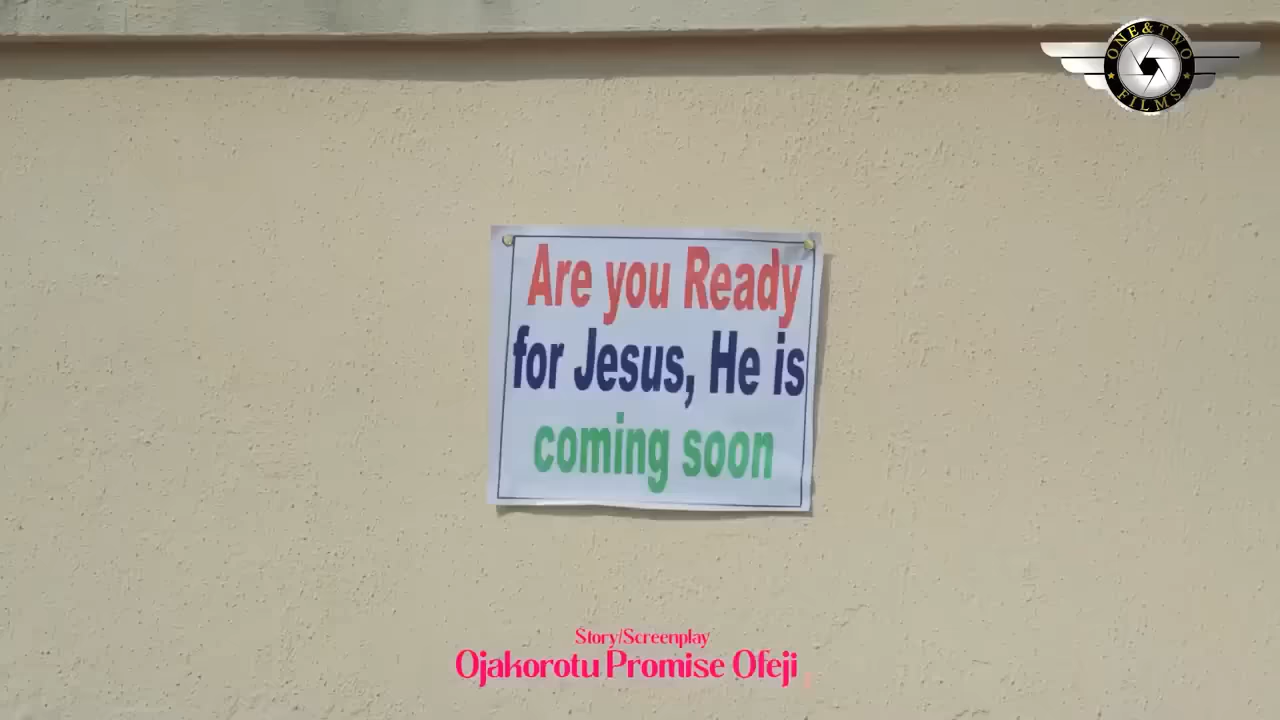 ONE&TWO
FILMS
Are you Ready
for Jesus, He is
coming soon
Story/Screenplay
Ojakorotu Promise Ofeji